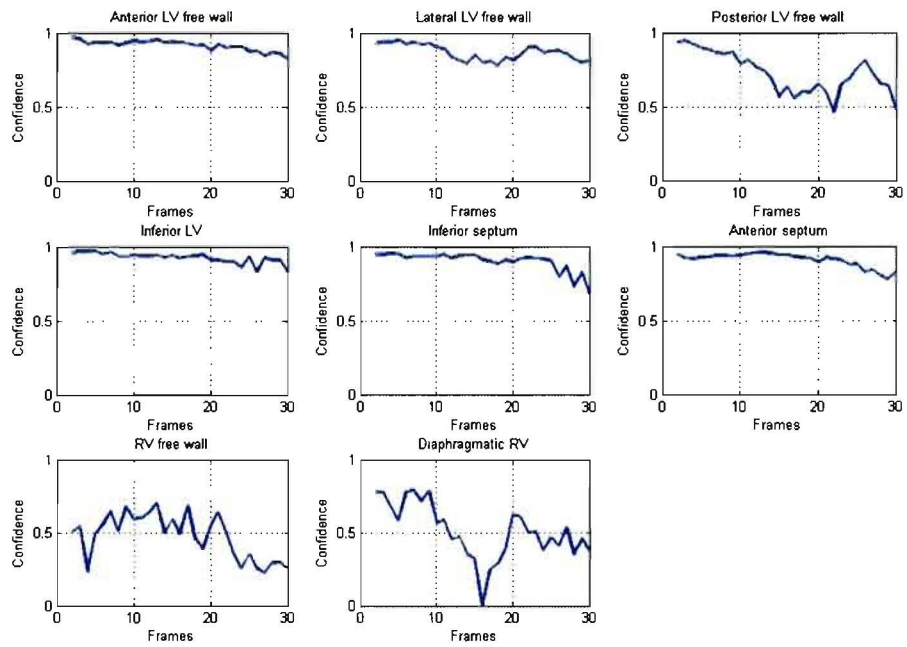 Anterior LV free wall
1
0.5
0
Confidence
0
10
20
30
Frames
Lateral LV free wall
1
0.5
0
Confidence
0
10
20
30
Frames
Posterior LV free wall
1
0.5
0
Confidence
0
10
20
30
Frames
Inferior LV
1
0.5
0
Confidence
0
10
20
30
Frames
Inferior septum
1
0.5
0
Confidence
0
10
20
30
Frames
Anterior septum
1
0.5
0
Confidence
0
10
20
30
Frames
RV free wall
1
0.5
0
Confidence
0
10
20
30
Frames
Diaphragmatic RV
1
0.5
0
Confidence
0
10
20
30
Frames